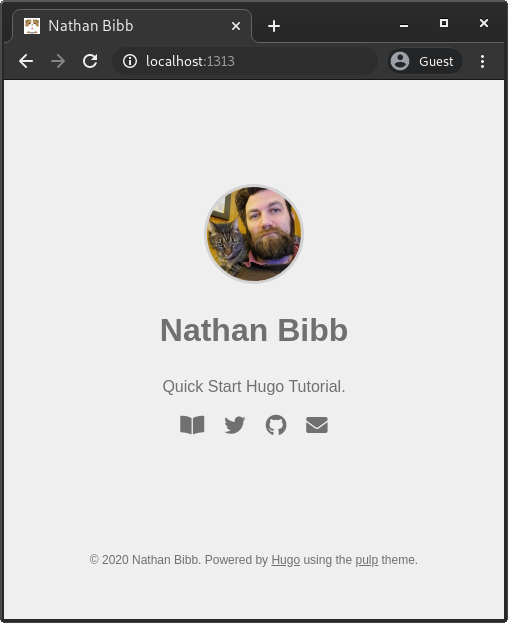 Nathan Bibb
localhost:1313
Guest
Nathan Bibb
Quick Start Hugo Tutorial.
© 2020 Nathan Bibb. Powered by Hugo using the pulp theme.